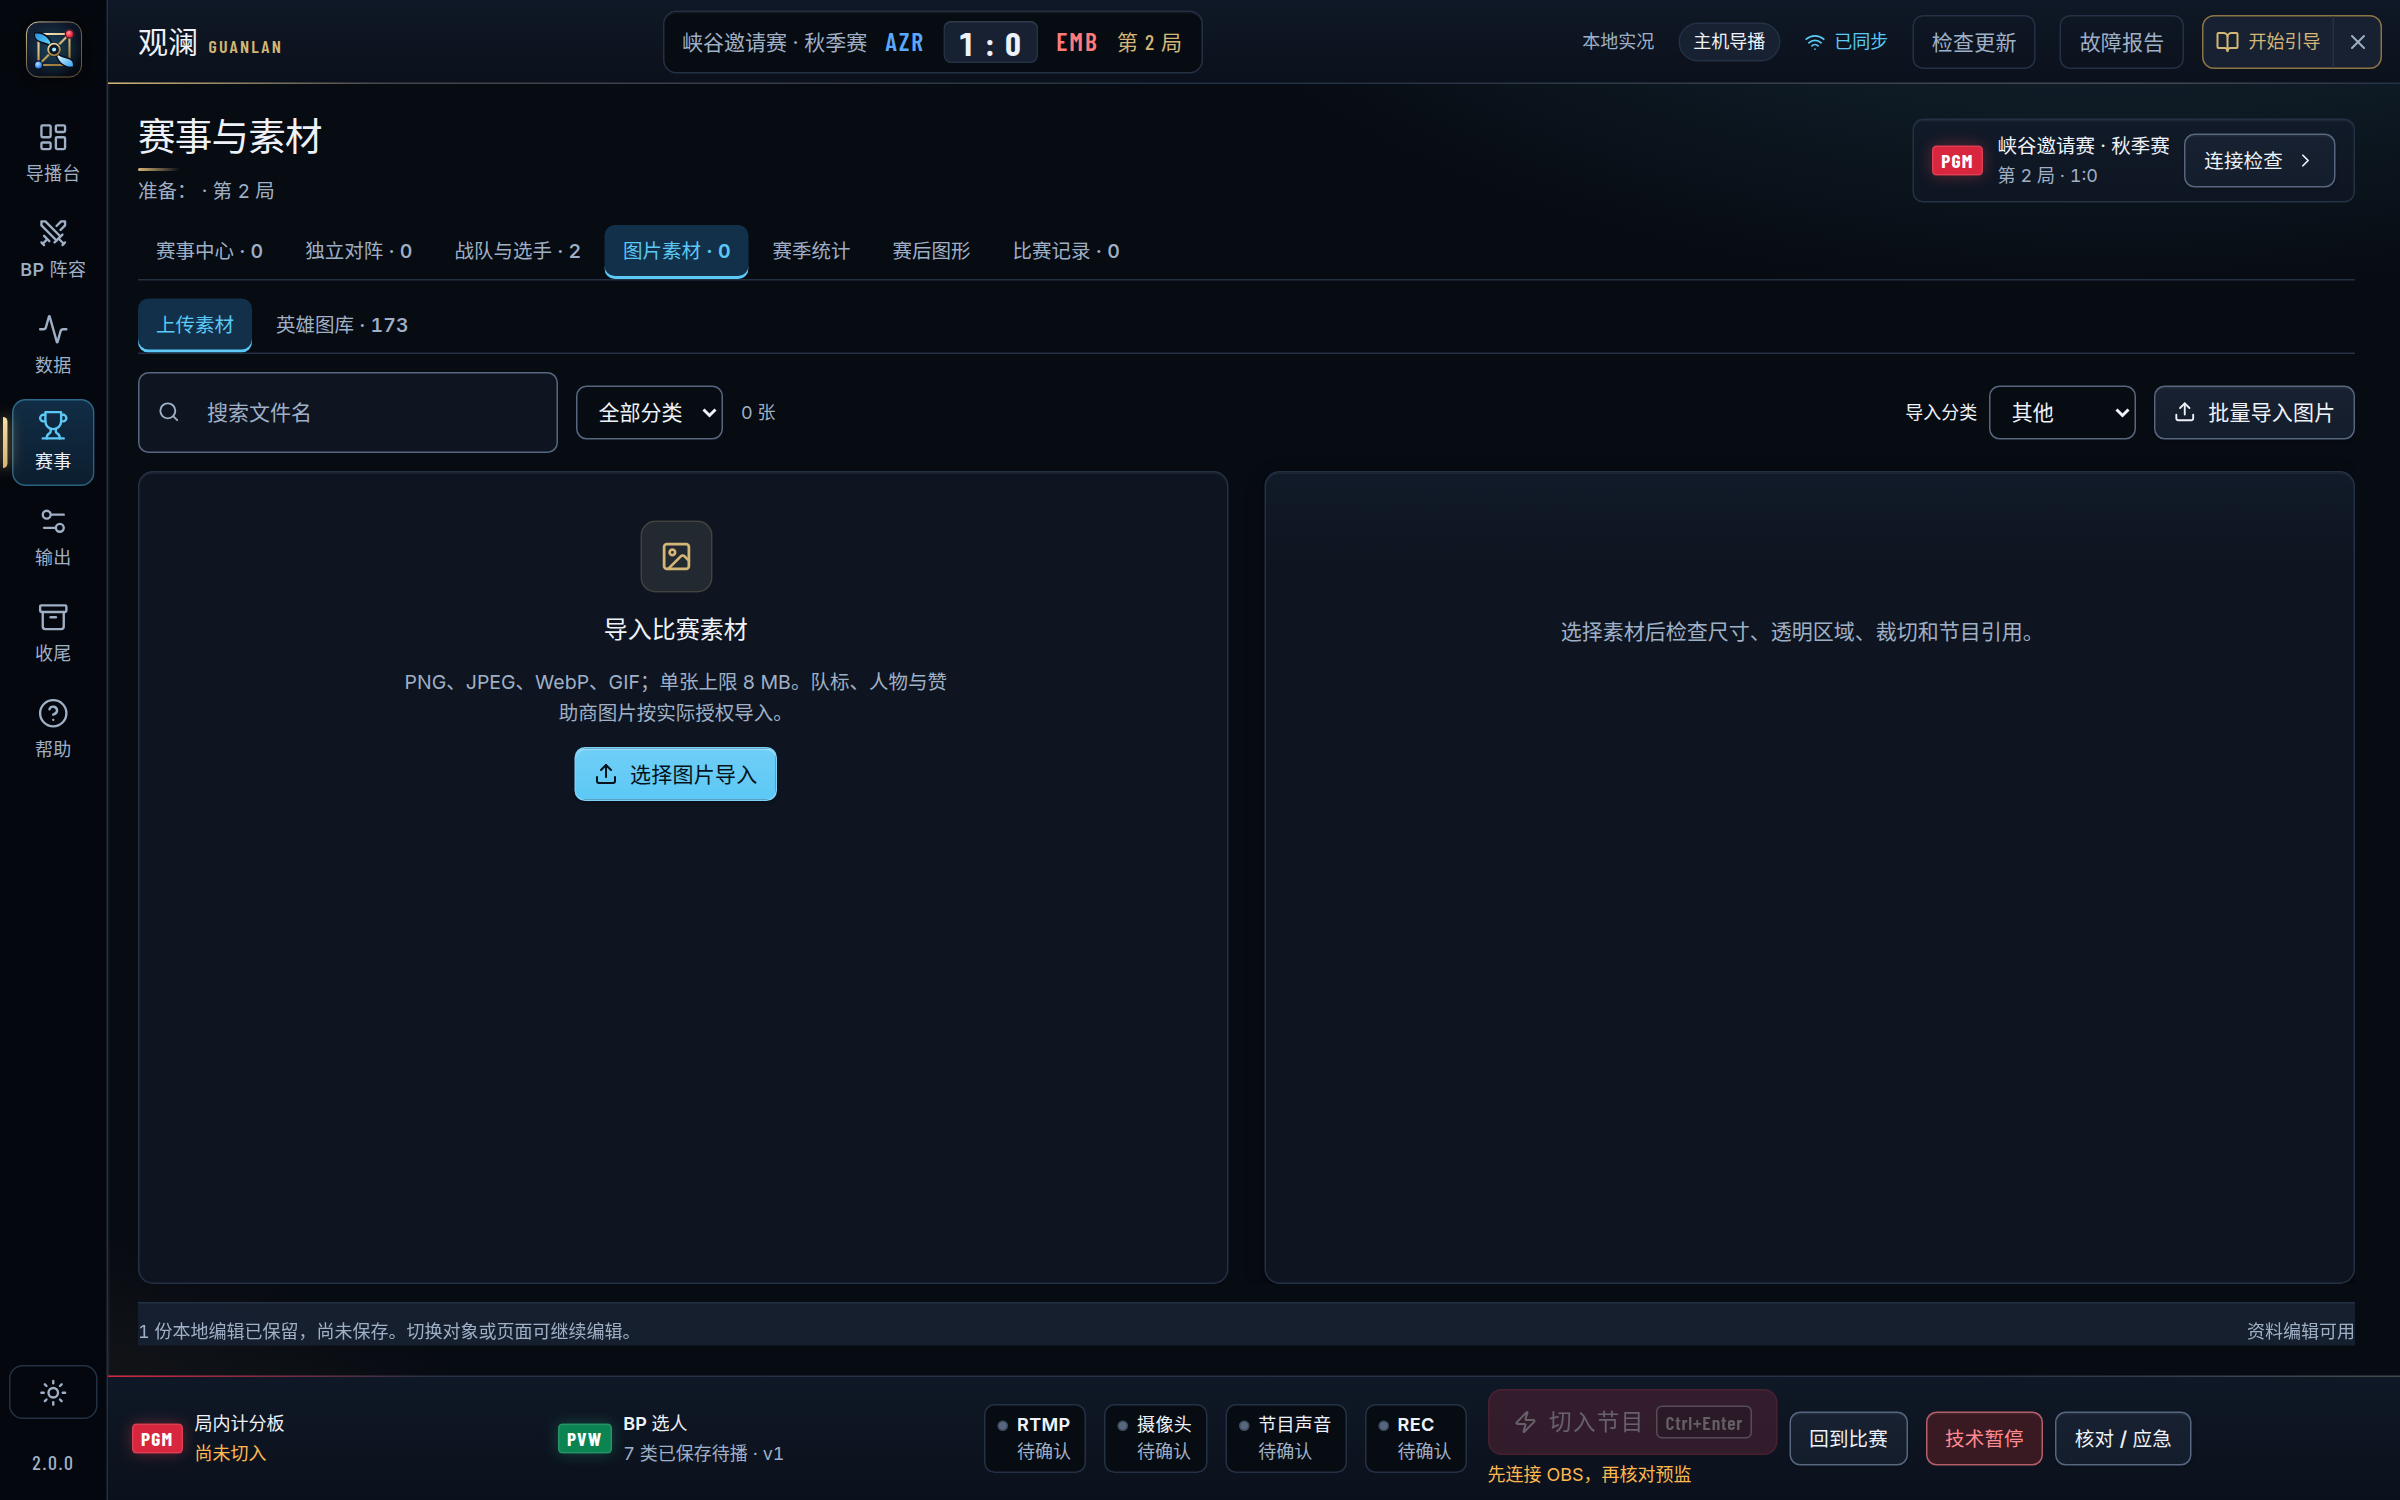 观澜 GUANLAN
峡谷邀请赛 · 秋季赛 AZR 1 : 0 EMB 第 2 局
本地实况 主机导播 已同步 检查更新 故障报告 开始引导
导播台
BP 阵容
数据
赛事
输出
收尾
帮助
2.0.0
赛事与素材
准备： · 第 2 局
PGM 峡谷邀请赛 · 秋季赛
第 2 局 · 1:0
连接检查
赛事中心 · 0 独立对阵 · 0 战队与选手 · 2 图片素材 · 0 赛季统计 赛后图形 比赛记录 · 0
上传素材 英雄图库 · 173
搜索文件名 全部分类 0 张 导入分类 其他 批量导入图片
导入比赛素材
PNG、JPEG、WebP、GIF；单张上限 8 MB。队标、人物与赞
助商图片按实际授权导入。
选择图片导入
选择素材后检查尺寸、透明区域、裁切和节目引用。
1 份本地编辑已保留，尚未保存。切换对象或页面可继续编辑。 资料编辑可用
PGM 局内计分板
尚未切入
PVW BP 选人
7 类已保存待播 · v1
RTMP
待确认
摄像头
待确认
节目声音
待确认
REC
待确认
切入节目 Ctrl+Enter
先连接 OBS，再核对预监
回到比赛 技术暂停 核对 / 应急